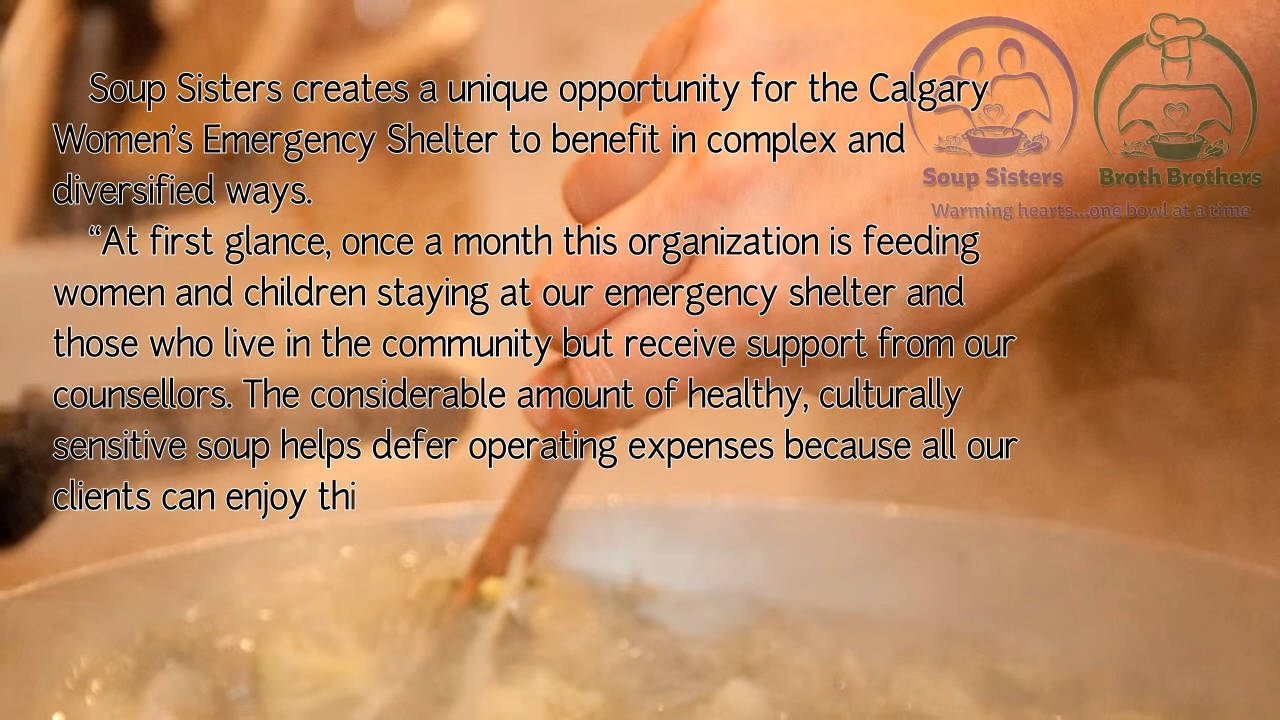 Soup Sisters creates a unique opportunity for the Calgary
Women’s Emergency Shelter to benefit in complex and
diversified ways.
“At first glance, once a month this organization is feeding
women and children staying at our emergency shelter and
those who live in the community but receive support from our
counsellors. The considerable amount of healthy, culturally
sensitive soup helps defer operating expenses because all our
clients can enjoy thi
Soup Sisters
Broth Brothers
Warming hearts...one bowl at a time